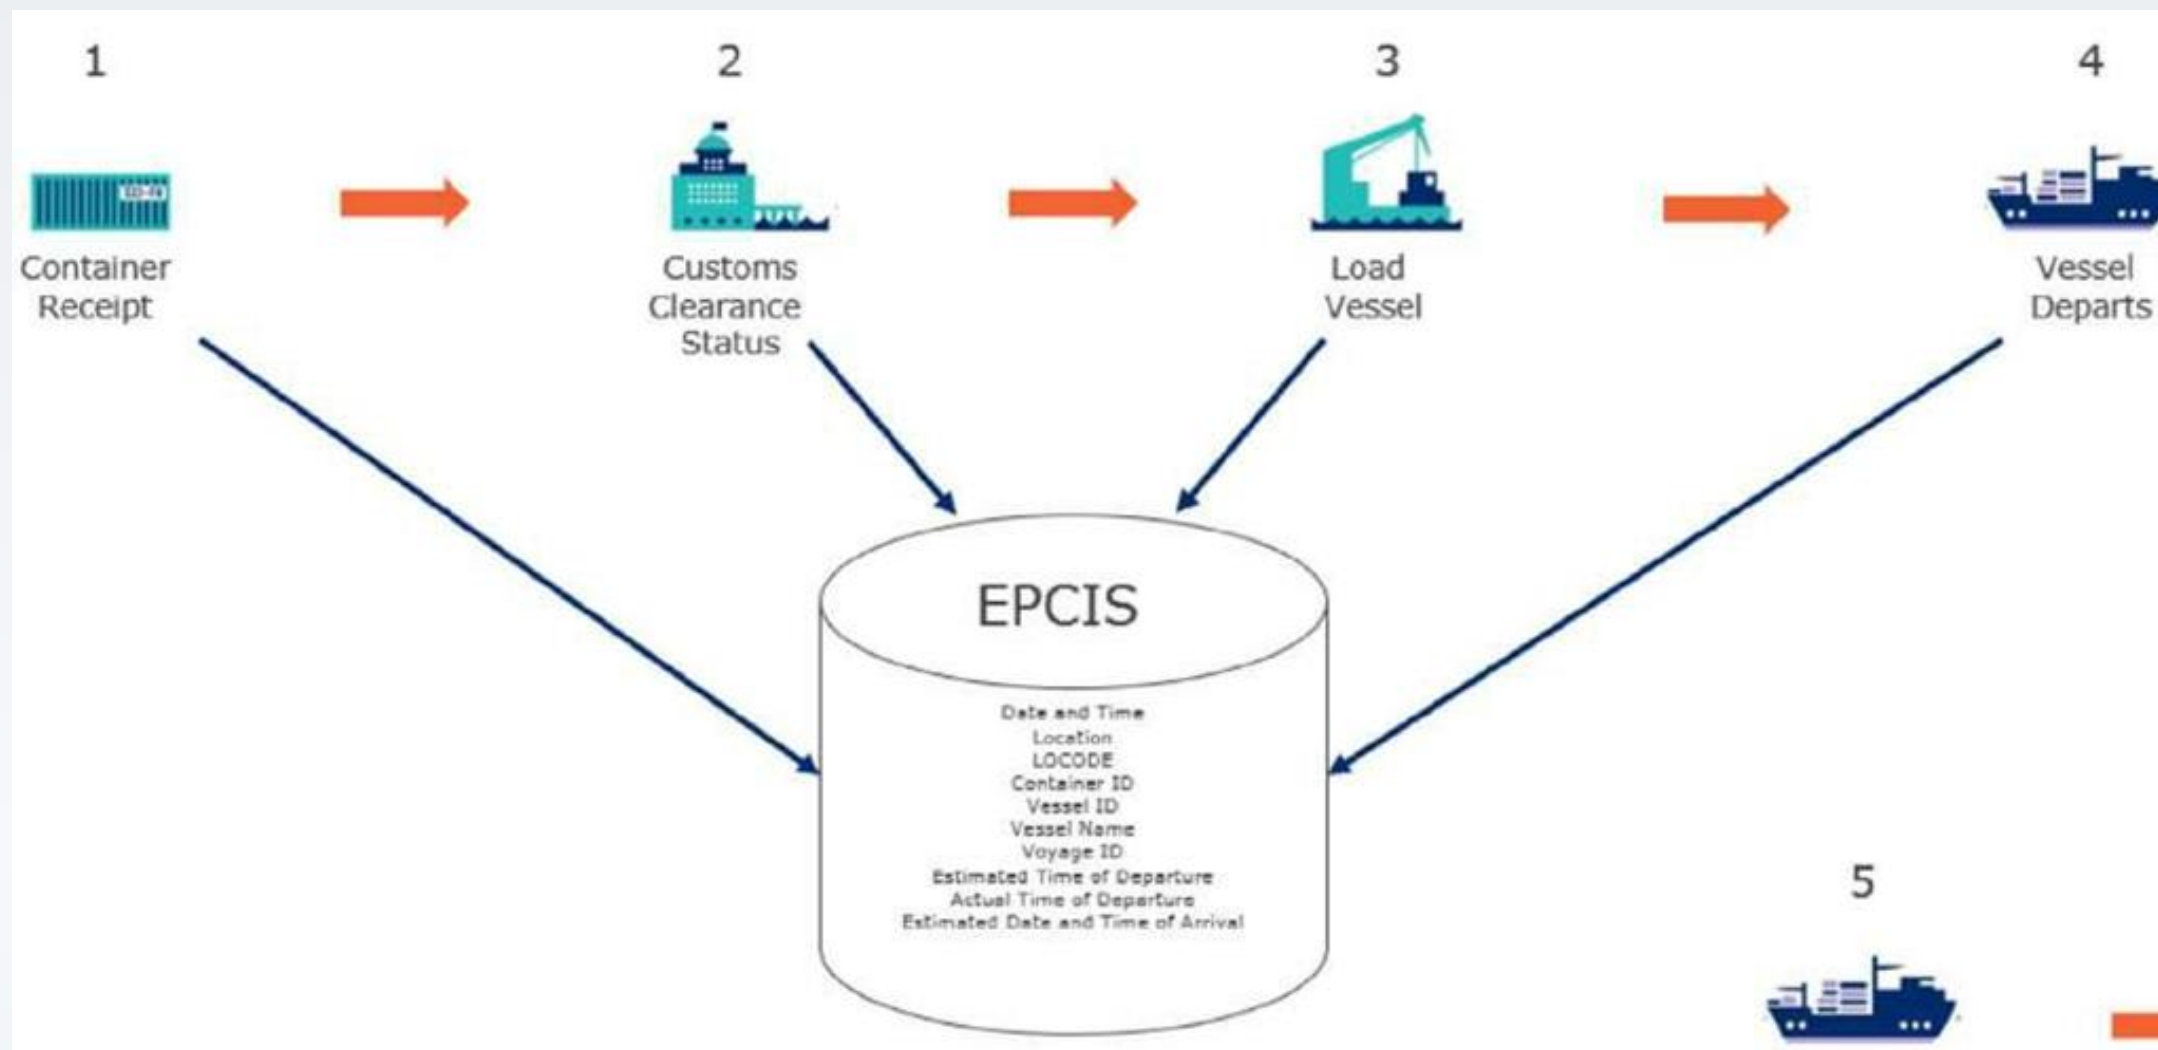 1
2
3
4
Container
Receipt
Customs
Clearance
Status
Load
Vessel
Vessel
Departs
EPCIS
Date and Time
Location
LOCODE
Container ID
Vessel ID
Vessel Name
Voyage ID
Estimated Time of Departure
Actual Time of Departure
Estimated Date and Time of Arrival
5